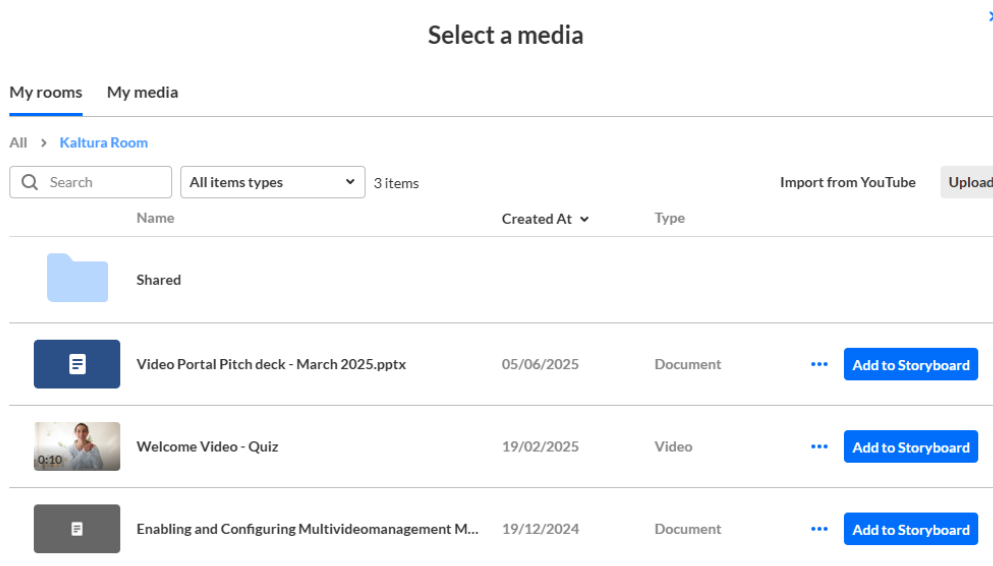 Select a media
My rooms My media
All > Kaltura Room
Search All items types 3 items Import from YouTube Upload
Name Created At Type
Shared
Video Portal Pitch deck - March 2025.pptx 05/06/2025 Document ... Add to Storyboard
0:10 Welcome Video - Quiz 19/02/2025 Video ... Add to Storyboard
Enabling and Configuring Multivideomanagement M... 19/12/2024 Document ... Add to Storyboard